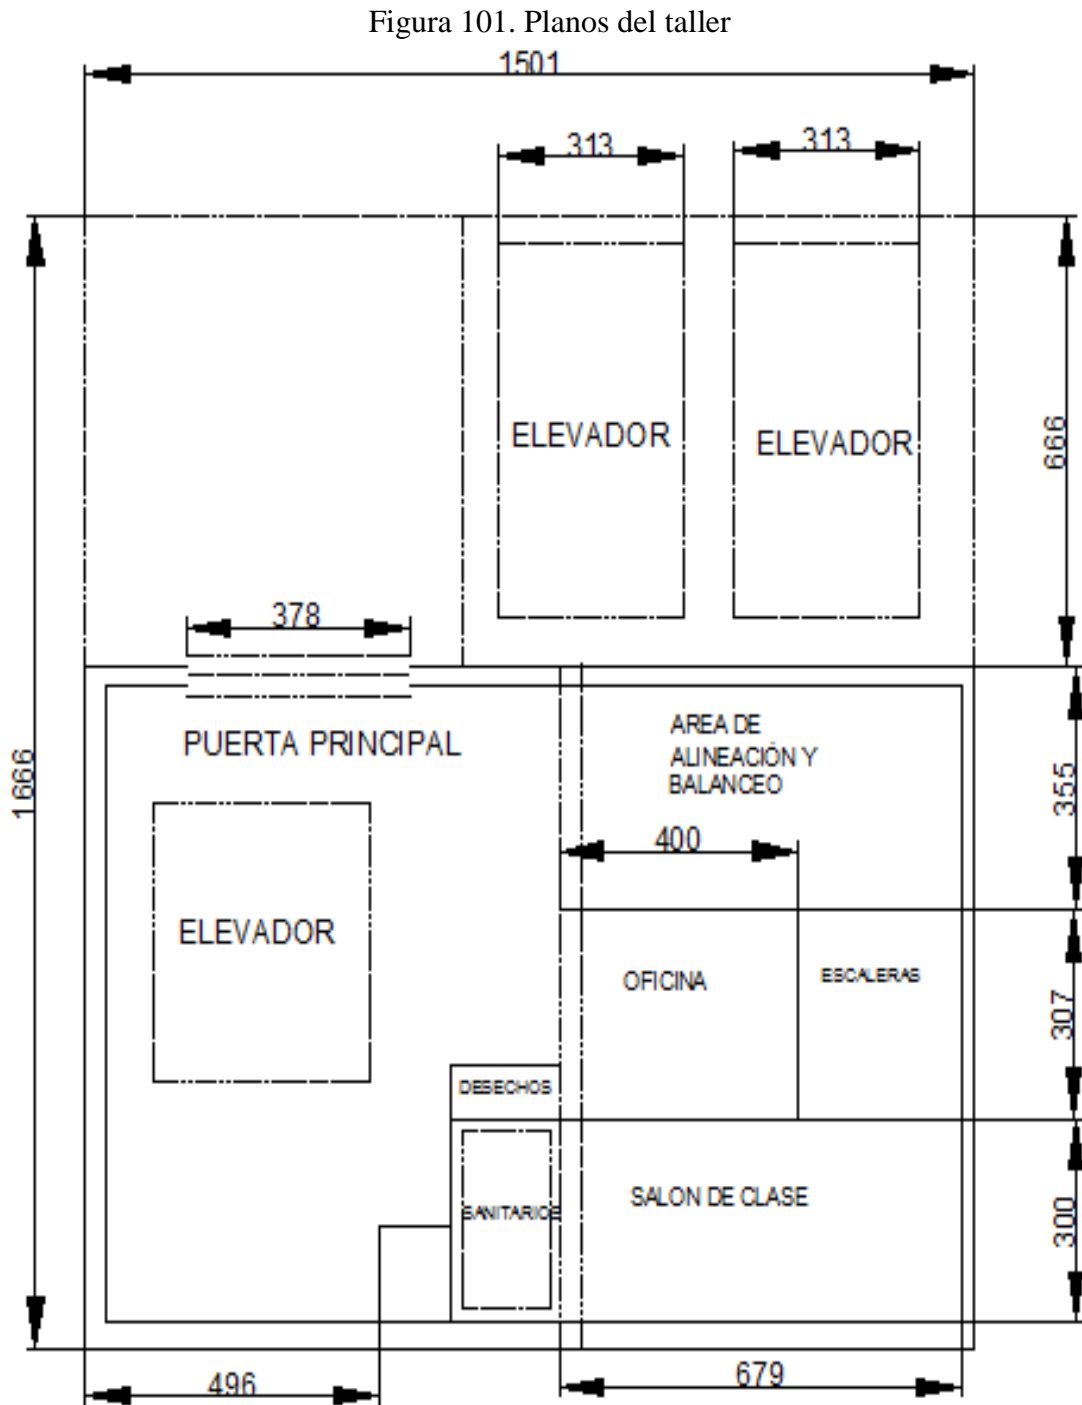 Figura 101. Planos del taller
1501
313
313
ELEVADOR
ELEVADOR
666
378
PUERTA PRINCIPAL
AREA DE
ALINEACIÓN Y
BALANCEO
1666
355
400
ELEVADOR
OFICINA
ESCALERAS
307
DESECHOS
SANITARIOS
SALON DE CLASE
300
496
679